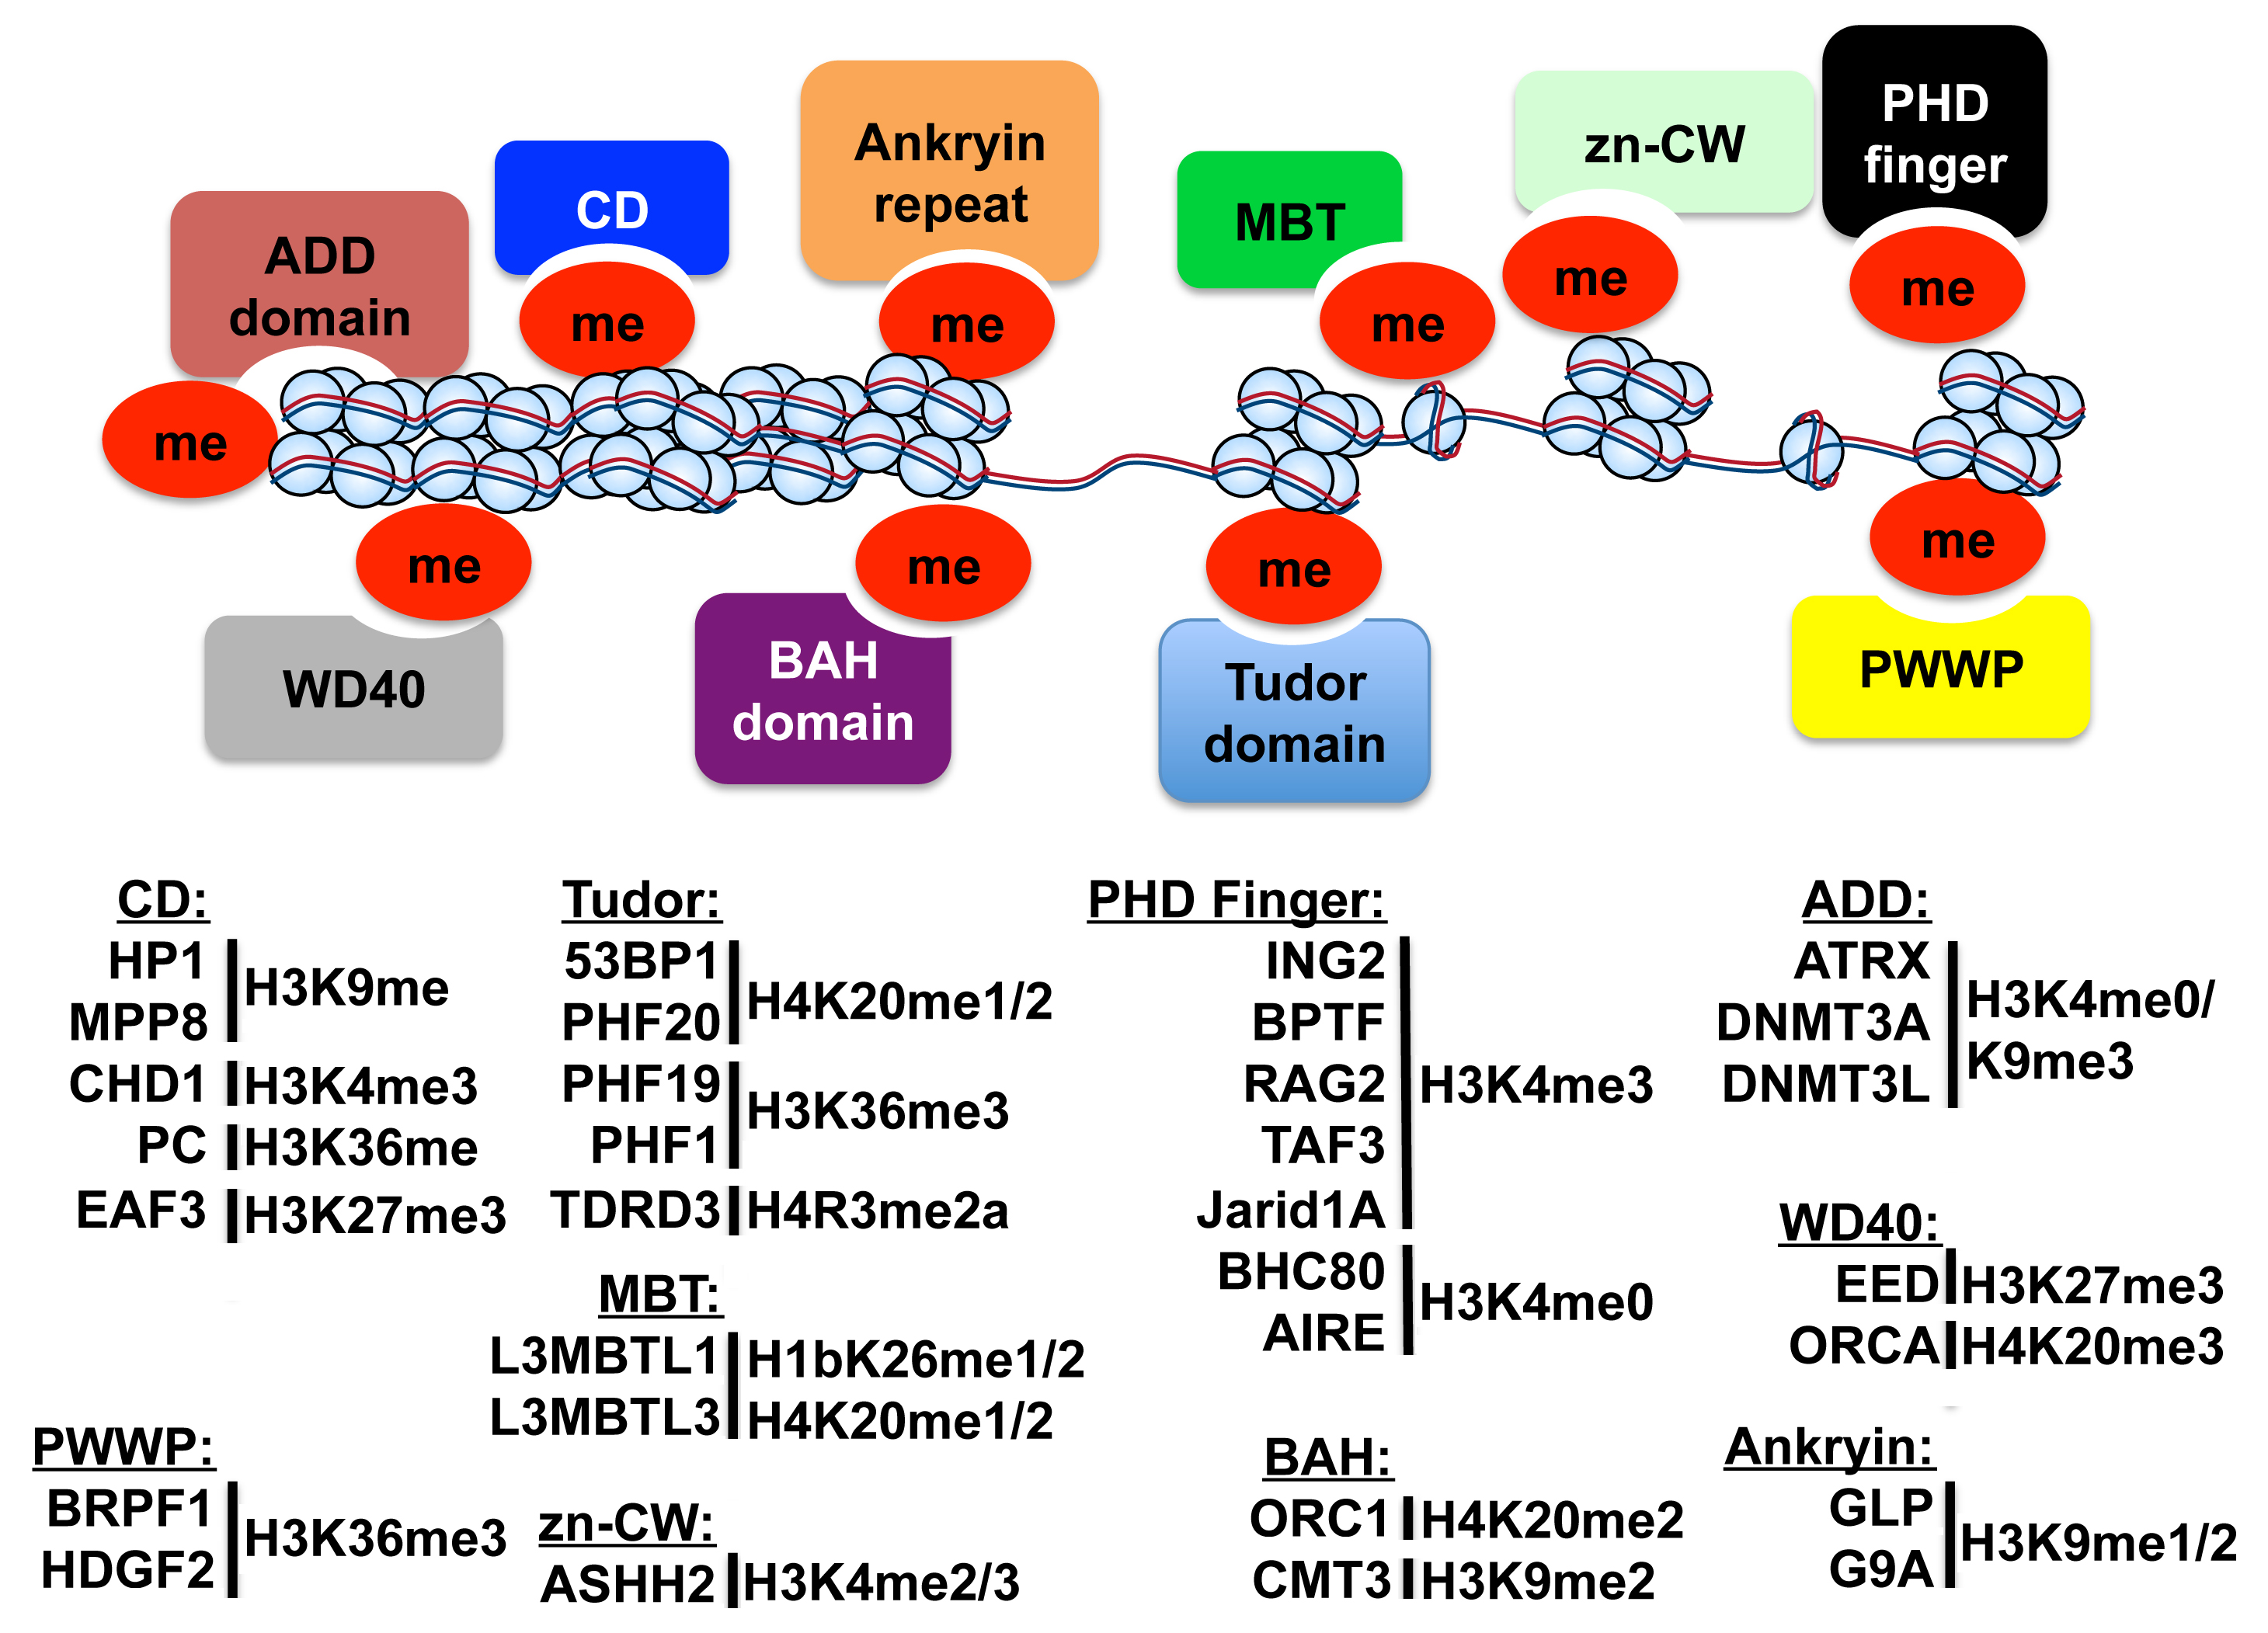 ADD
domain
CD
Ankryin
repeat
MBT
zn-CW
PHD
finger
me
me
me
me
me
me
me
me
me
me
me
WD40
BAH
domain
Tudor
domain
PWWP
CD:
HP1
MPP8
H3K9me
CHD1 H3K4me3
PC H3K36me
EAF3 H3K27me3
Tudor:
53BP1
PHF20
H4K20me1/2
PHF19
PHF1
H3K36me3
TDRD3 H4R3me2a
MBT:
L3MBTL1 H1bK26me1/2
L3MBTL3 H4K20me1/2
PWWP:
BRPF1
HDGF2
H3K36me3
zn-CW:
ASHH2 H3K4me2/3
PHD Finger:
ING2
BPTF
RAG2
TAF3
Jarid1A
H3K4me3
BHC80
AIRE
H3K4me0
BAH:
ORC1 H4K20me2
CMT3 H3K9me2
ADD:
ATRX
DNMT3A
DNMT3L
H3K4me0/
K9me3
WD40:
EED H3K27me3
ORCA H4K20me3
Ankryin:
GLP
G9A
H3K9me1/2